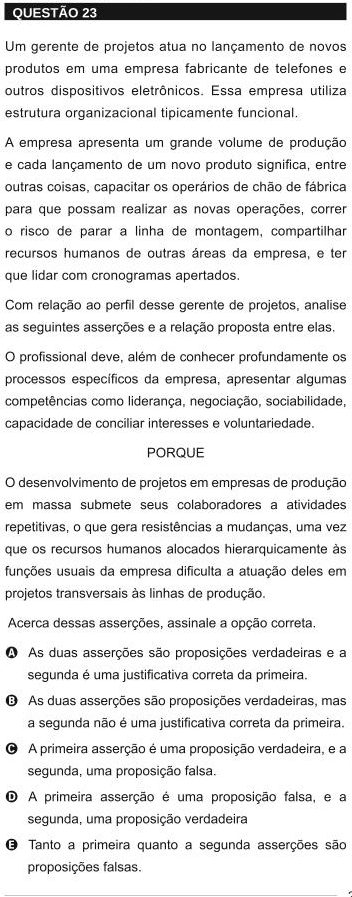 QUESTÃO 23
Um gerente de projetos atua no lançamento de novos
produtos em uma empresa fabricante de telefones e
outros dispositivos eletrônicos. Essa empresa utiliza
estrutura organizacional tipicamente funcional.
A empresa apresenta um grande volume de produção
e cada lançamento de um novo produto significa, entre
outras coisas, capacitar os operários de chão de fábrica
para que possam realizar as novas operações, correr
o risco de parar a linha de montagem, compartilhar
recursos humanos de outras áreas da empresa, e ter
que lidar com cronogramas apertados.
Com relação ao perfil desse gerente de projetos, analise
as seguintes asserções e a relação proposta entre elas.
O profissional deve, além de conhecer profundamente os
processos específicos da empresa, apresentar algumas
competências como liderança, negociação, sociabilidade,
capacidade de conciliar interesses e voluntariedade.
PORQUE
O desenvolvimento de projetos em empresas de produção
em massa submete seus colaboradores a atividades
repetitivas, o que gera resistências a mudanças, uma vez
que os recursos humanos alocados hierarquicamente às
funções usuais da empresa dificulta a atuação deles em
projetos transversais às linhas de produção.
Acerca dessas asserções, assinale a opção correta.
A As duas asserções são proposições verdadeiras e a
segunda é uma justificativa correta da primeira.
B As duas asserções são proposições verdadeiras, mas
a segunda não é uma justificativa correta da primeira.
C A primeira asserção é uma proposição verdadeira, e a
segunda, uma proposição falsa.
D A primeira asserção é uma proposição falsa, e a
segunda, uma proposição verdadeira
E Tanto a primeira quanto a segunda asserções são
proposições falsas.